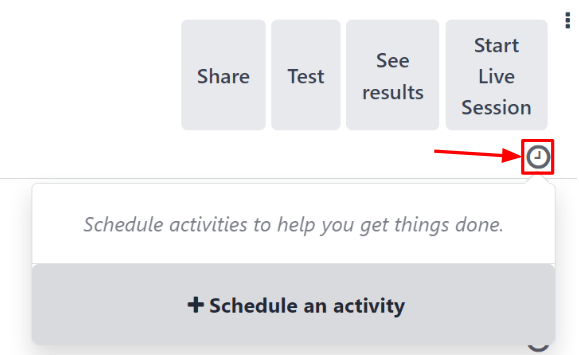 Share
Test
See
results
Start
Live
Session
Schedule activities to help you get things done.
+ Schedule an activity